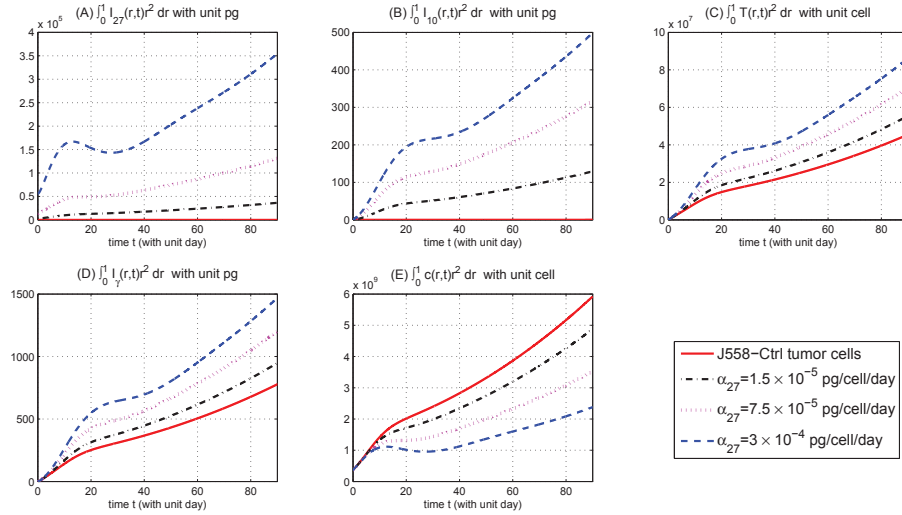 (A) ∫₀¹ I₂₇(r,t)r² dr with unit pg
x 10⁵
4
3.5
3
2.5
2
1.5
1
0.5
0
0 20 40 60 80
time t (with unit day)
(B) ∫₀¹ I₁₀(r,t)r² dr with unit pg
500
400
300
200
100
0
0 20 40 60 80
time t (with unit day)
(C) ∫₀¹ T(r,t)r² dr with unit cell
x 10⁷
10
8
6
4
2
0
0 20 40 60 80
time t (with unit day)
(D) ∫₀¹ I_γ(r,t)r² dr with unit pg
1500
1000
500
0
0 20 40 60 80
time t (with unit day)
(E) ∫₀¹ c(r,t)r² dr with unit cell
x 10⁹
6
5
4
3
2
1
0
0 20 40 60 80
time t (with unit day)
J558−Ctrl tumor cells
α₂₇=1.5 × 10⁻⁵ pg/cell/day
α₂₇=7.5 × 10⁻⁵ pg/cell/day
α₂₇=3 × 10⁻⁴ pg/cell/day